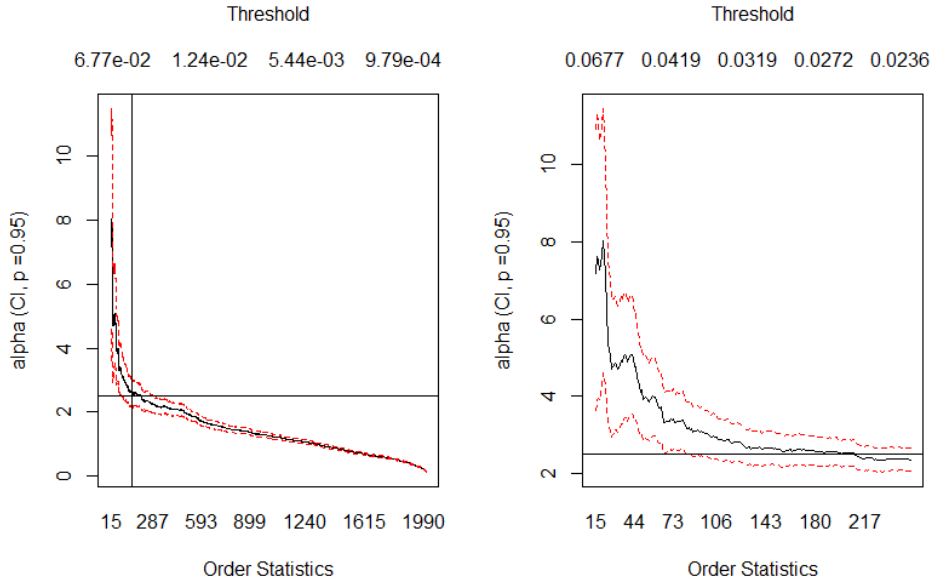 Threshold
6.77e-02 1.24e-02 5.44e-03 9.79e-04
alpha (CI, p =0.95)
10
8
6
4
2
0
15 287 593 899 1240 1615 1990
Order Statistics
Threshold
0.0677 0.0419 0.0319 0.0272 0.0236
alpha (CI, p =0.95)
10
8
6
4
2
15 44 73 106 143 180 217
Order Statistics